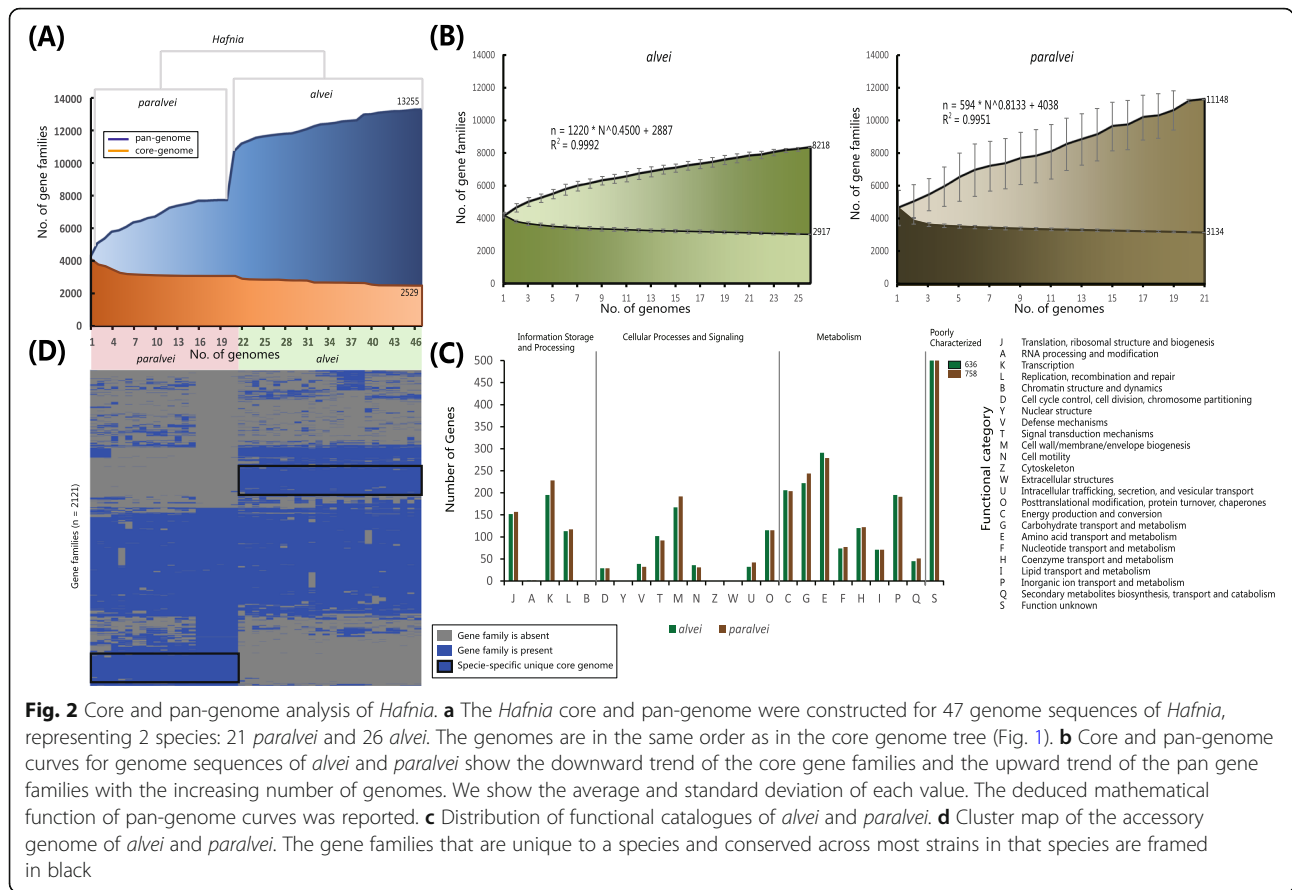 (A)
Hafnia
paralvei
alvei
pan-genome
core-genome
14000
12000
10000
8000
6000
4000
2000
0
No. of gene families
13255
2529
1 4 7 10 13 16 19 22 25 28 31 34 37 40 43 46
No. of genomes
(B)
alvei
14000
12000
10000
8000
6000
4000
2000
0
No. of gene families
n = 1220 * N^0.4500 + 2887
R² = 0.9992
8218
2917
1 3 5 7 9 11 13 15 17 19 21 23 25
No. of genomes
paralvei
14000
12000
10000
8000
6000
4000
2000
0
No. of gene families
n = 594 * N^0.8133 + 4038
R² = 0.9951
11148
3134
1 3 5 7 9 11 13 15 17 19 21
No. of genomes
(D)
paralvei
alvei
Gene families (n = 2121)
Gene family is absent
Gene family is present
Specie-specific unique core genome
(C)
Information Storage
and Processing
Cellular Processes and Signaling
Metabolism
Poorly
Characterized
636
758
500
450
400
350
300
250
200
150
100
50
0
Number of Genes
J A K L B D Y V T M N Z W U O C G E F H I P Q S
alvei
paralvei
Functional category
J Translation, ribosomal structure and biogenesis
A RNA processing and modification
K Transcription
L Replication, recombination and repair
B Chromatin structure and dynamics
D Cell cycle control, cell division, chromosome partitioning
Y Nuclear structure
V Defense mechanisms
T Signal transduction mechanisms
M Cell wall/membrane/envelope biogenesis
N Cell motility
Z Cytoskeleton
W Extracellular structures
U Intracellular trafficking, secretion, and vesicular transport
O Posttranslational modification, protein turnover, chaperones
C Energy production and conversion
G Carbohydrate transport and metabolism
E Amino acid transport and metabolism
F Nucleotide transport and metabolism
H Coenzyme transport and metabolism
I Lipid transport and metabolism
P Inorganic ion transport and metabolism
Q Secondary metabolites biosynthesis, transport and catabolism
S Function unknown
Fig. 2 Core and pan-genome analysis of Hafnia. a The Hafnia core and pan-genome were constructed for 47 genome sequences of Hafnia,
representing 2 species: 21 paralvei and 26 alvei. The genomes are in the same order as in the core genome tree (Fig. 1). b Core and pan-genome
curves for genome sequences of alvei and paralvei show the downward trend of the core gene families and the upward trend of the pan gene
families with the increasing number of genomes. We show the average and standard deviation of each value. The deduced mathematical
function of pan-genome curves was reported. c Distribution of functional catalogues of alvei and paralvei. d Cluster map of the accessory
genome of alvei and paralvei. The gene families that are unique to a species and conserved across most strains in that species are framed
in black